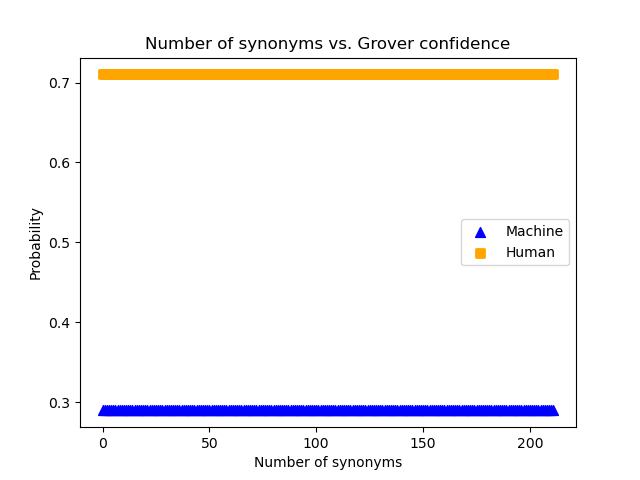 Number of synonyms vs. Grover confidence
0.7
0.6
0.5
0.4
0.3
Probability
Machine
Human
0 50 100 150 200
Number of synonyms